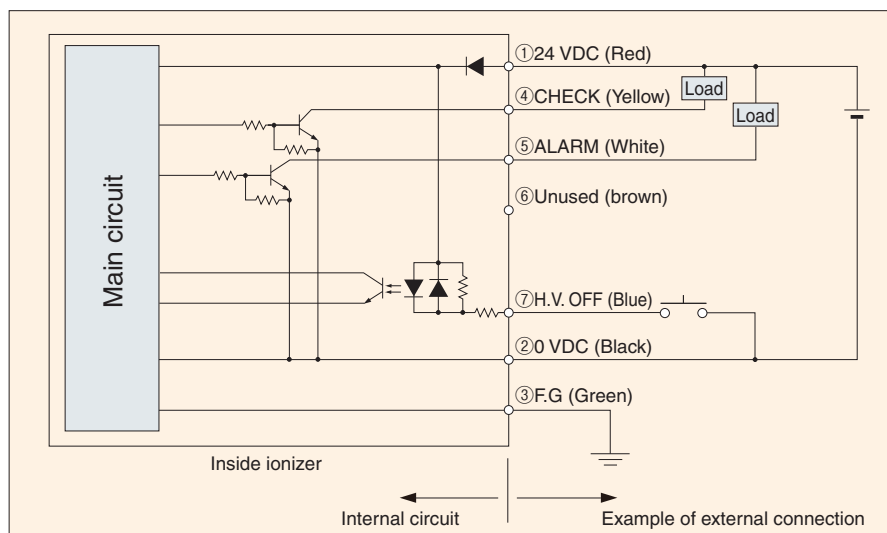 Main circuit
①24 VDC (Red)
④CHECK (Yellow)
Load
Load
⑤ALARM (White)
⑥Unused (brown)
⑦H.V. OFF (Blue)
②0 VDC (Black)
③F.G (Green)
Inside ionizer
Internal circuit
Example of external connection